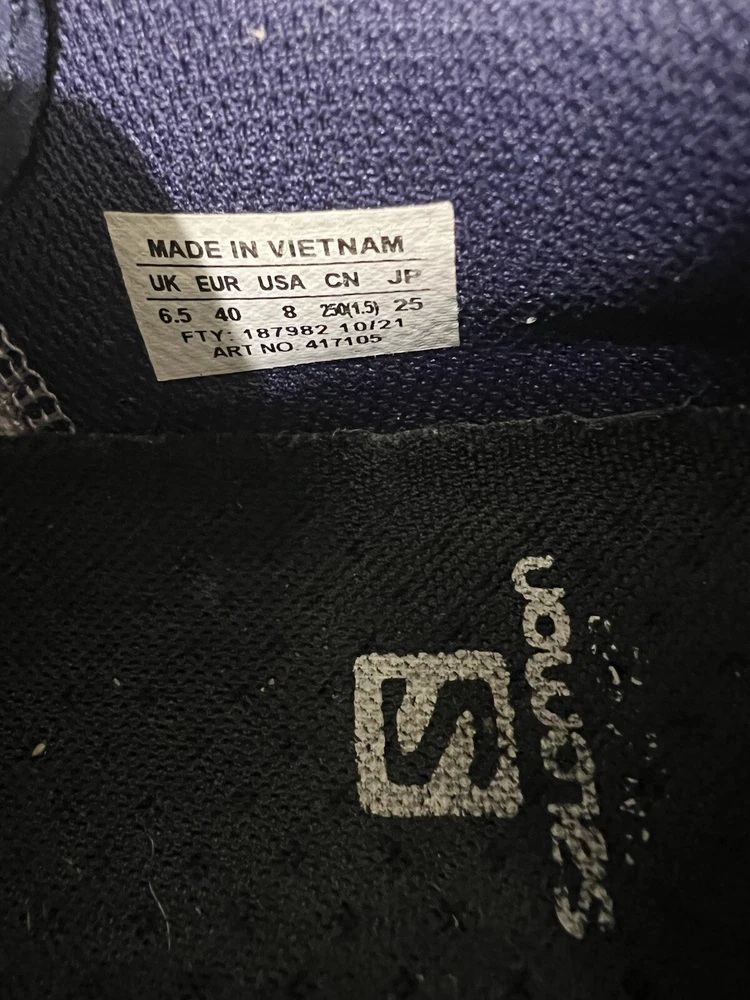 MADE IN VIETNAM
UK EUR USA CN JP
6.5 40 8 250(1.5) 25
FTY: 187982 10/21
ART NO. 417105
S
salomon